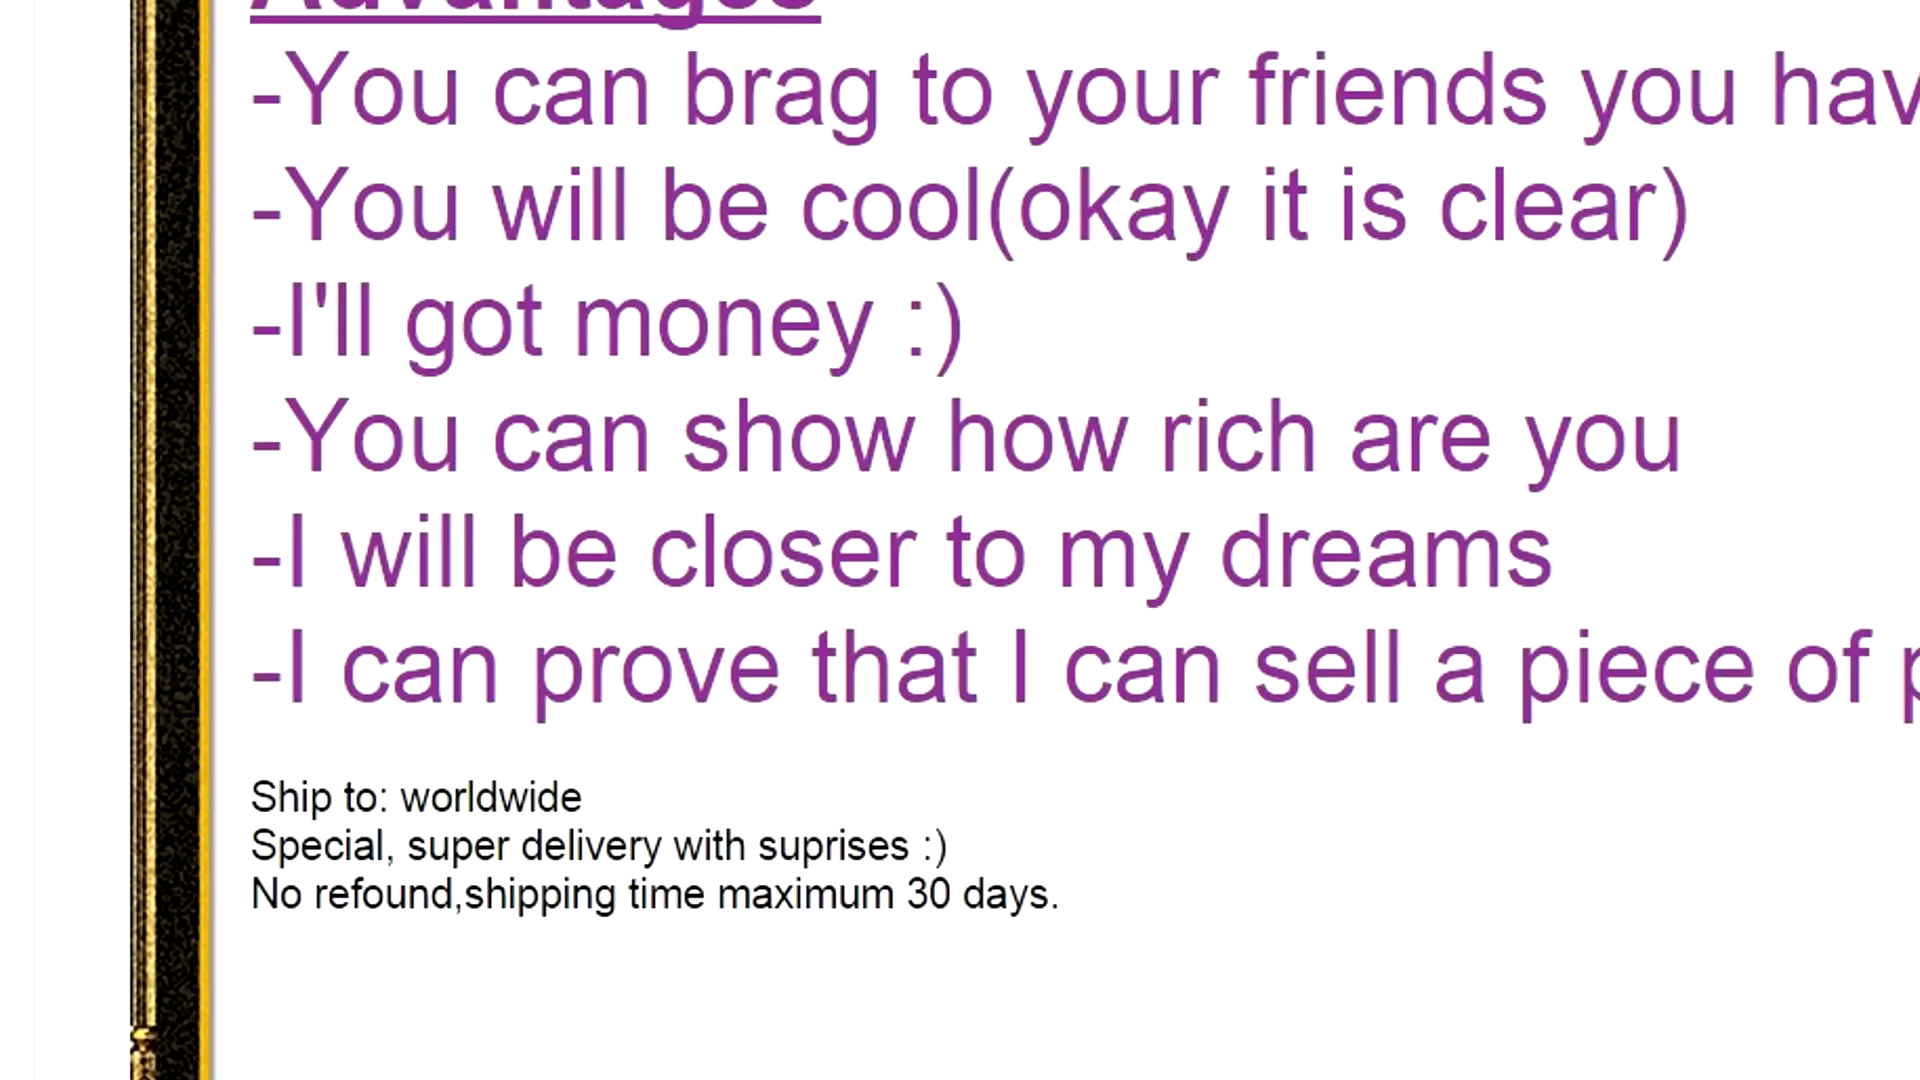 Advantages
-You can brag to your friends you hav
-You will be cool(okay it is clear)
-I'll got money :)
-You can show how rich are you
-I will be closer to my dreams
-I can prove that I can sell a piece of
Ship to: worldwide
Special, super delivery with suprises :)
No refound,shipping time maximum 30 days.